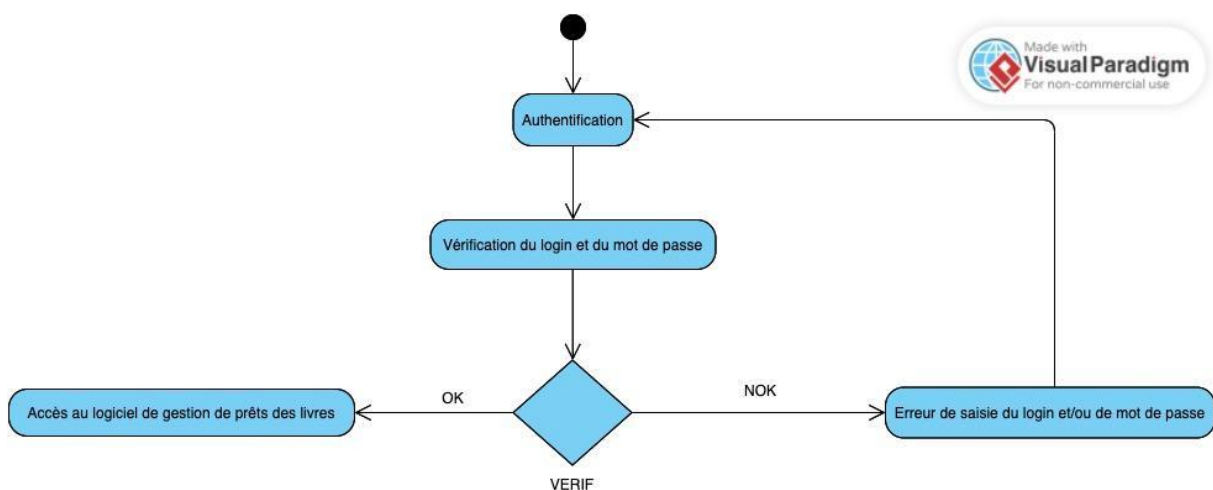 Made with
Visual Paradigm
For non-commercial use
Authentification
Vérification du login et du mot de passe
OK
NOK
Accès au logiciel de gestion de prêts des livres
Erreur de saisie du login et/ou de mot de passe
VERIF